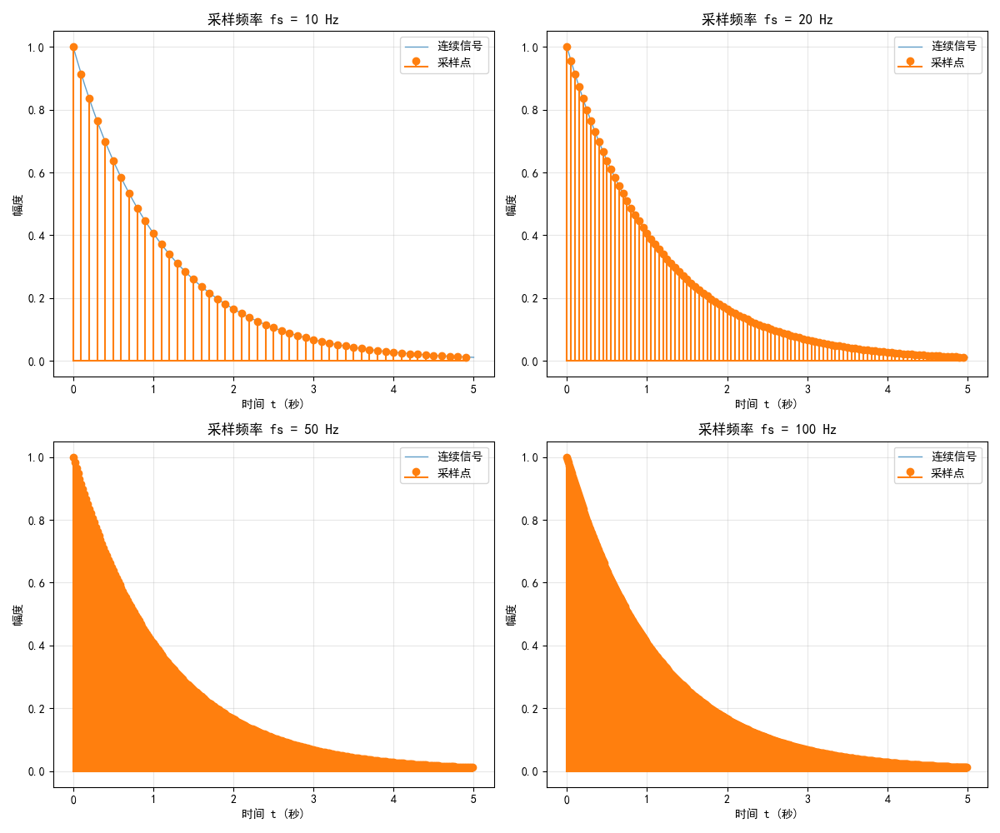 采样频率 fs = 10 Hz
连续信号
采样点
1.0
0.8
0.6
0.4
0.2
0.0
幅度
0 1 2 3 4 5
时间 t (秒)
采样频率 fs = 20 Hz
连续信号
采样点
1.0
0.8
0.6
0.4
0.2
0.0
幅度
0 1 2 3 4 5
时间 t (秒)
采样频率 fs = 50 Hz
连续信号
采样点
1.0
0.8
0.6
0.4
0.2
0.0
幅度
0 1 2 3 4 5
时间 t (秒)
采样频率 fs = 100 Hz
连续信号
采样点
1.0
0.8
0.6
0.4
0.2
0.0
幅度
0 1 2 3 4 5
时间 t (秒)